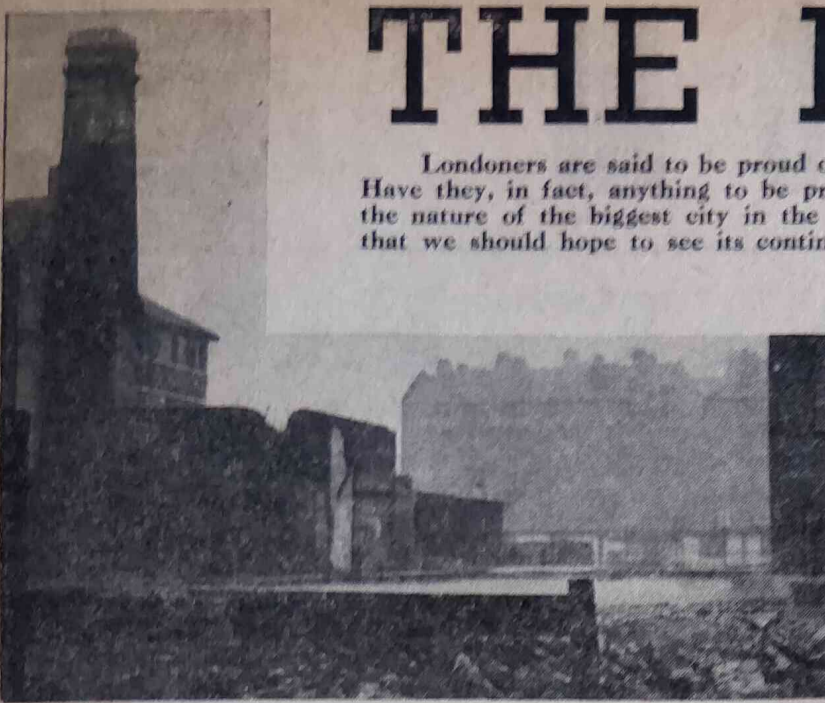 THE
Londoners are said to be proud
Have they, in fact, anything to be
the nature of the biggest city in the
that we should hope to see its